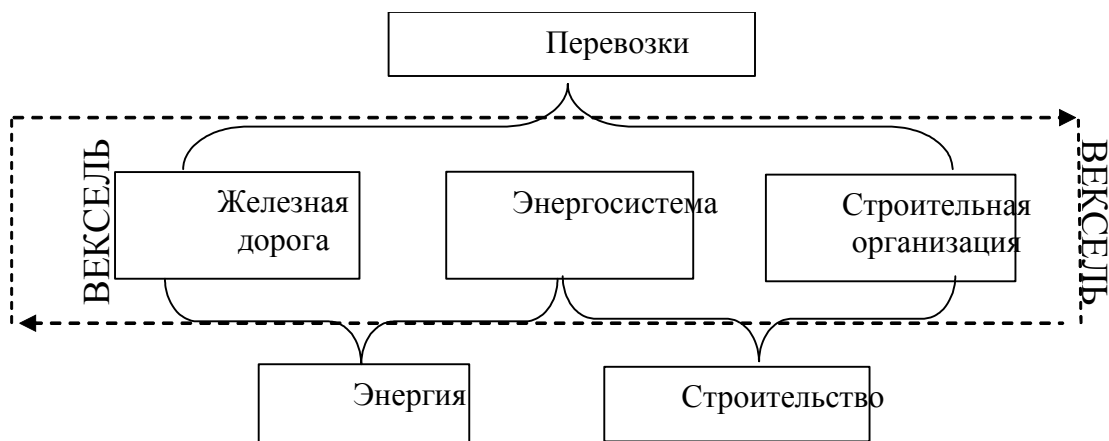 Перевозки
ВЕКСЕЛЬ
Железная
дорога
Энергосистема
Строительная
организация
ВЕКСЕЛЬ
Энергия
Строительство